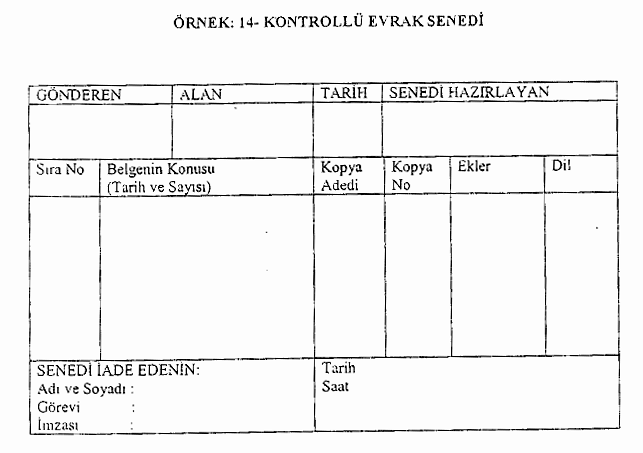 ÖRNEK: 14- KONTROLLÜ EVRAK SENEDİ
GÖNDEREN ALAN TARİH SENEDİ HAZIRLAYAN
Sıra No Belgenin Konusu Kopya Kopya Ekler Dil
(Tarih ve Sayısı) Adedi No
SENEDİ İADE EDENİN: Tarih
Adı ve Soyadı : Saat
Görevi :
İmzası :